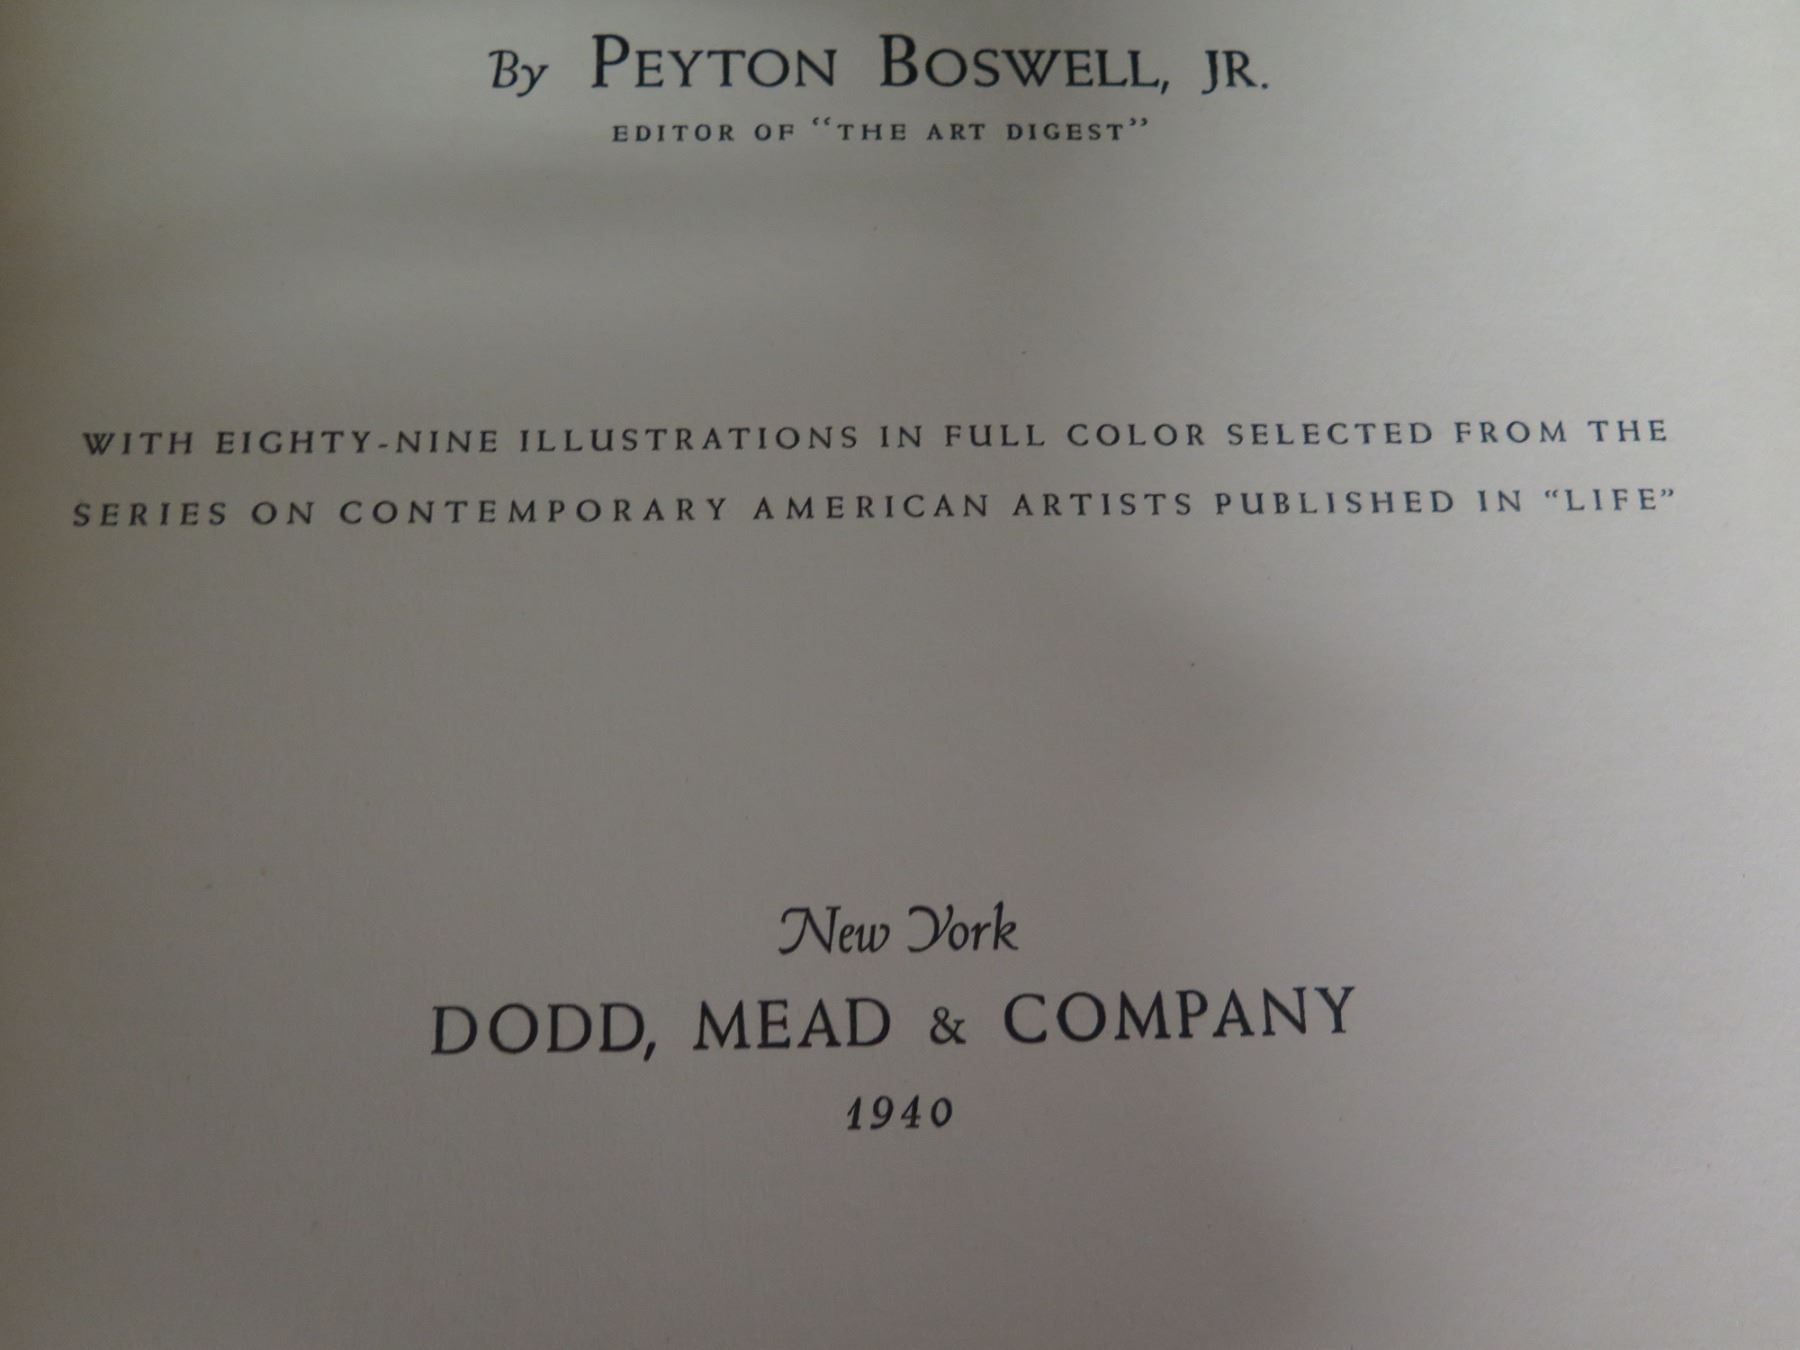 By PEYTON BOSWELL, JR.
EDITOR OF “THE ART DIGEST”
WITH EIGHTY-NINE ILLUSTRATIONS IN FULL COLOR SELECTED FROM THE
SERIES ON CONTEMPORARY AMERICAN ARTISTS PUBLISHED IN “LIFE”
New York
DODD, MEAD & COMPANY
1940